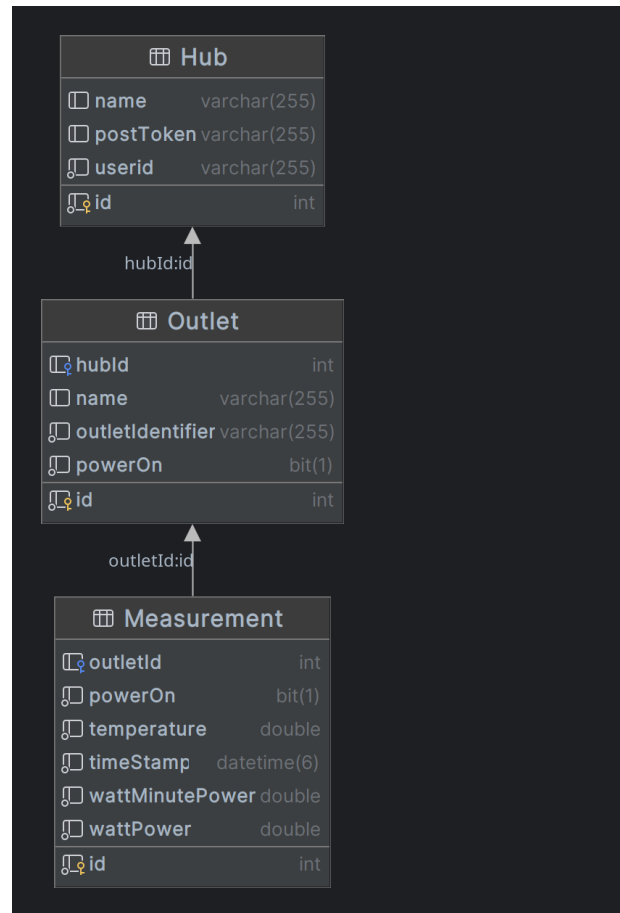 Hub
name varchar(255)
postToken varchar(255)
userid varchar(255)
id int
hubId:id
Outlet
hubId int
name varchar(255)
outletIdentifier varchar(255)
powerOn bit(1)
id int
outletId:id
Measurement
outletId int
powerOn bit(1)
temperature double
timeStamp datetime(6)
wattMinutePower double
wattPower double
id int